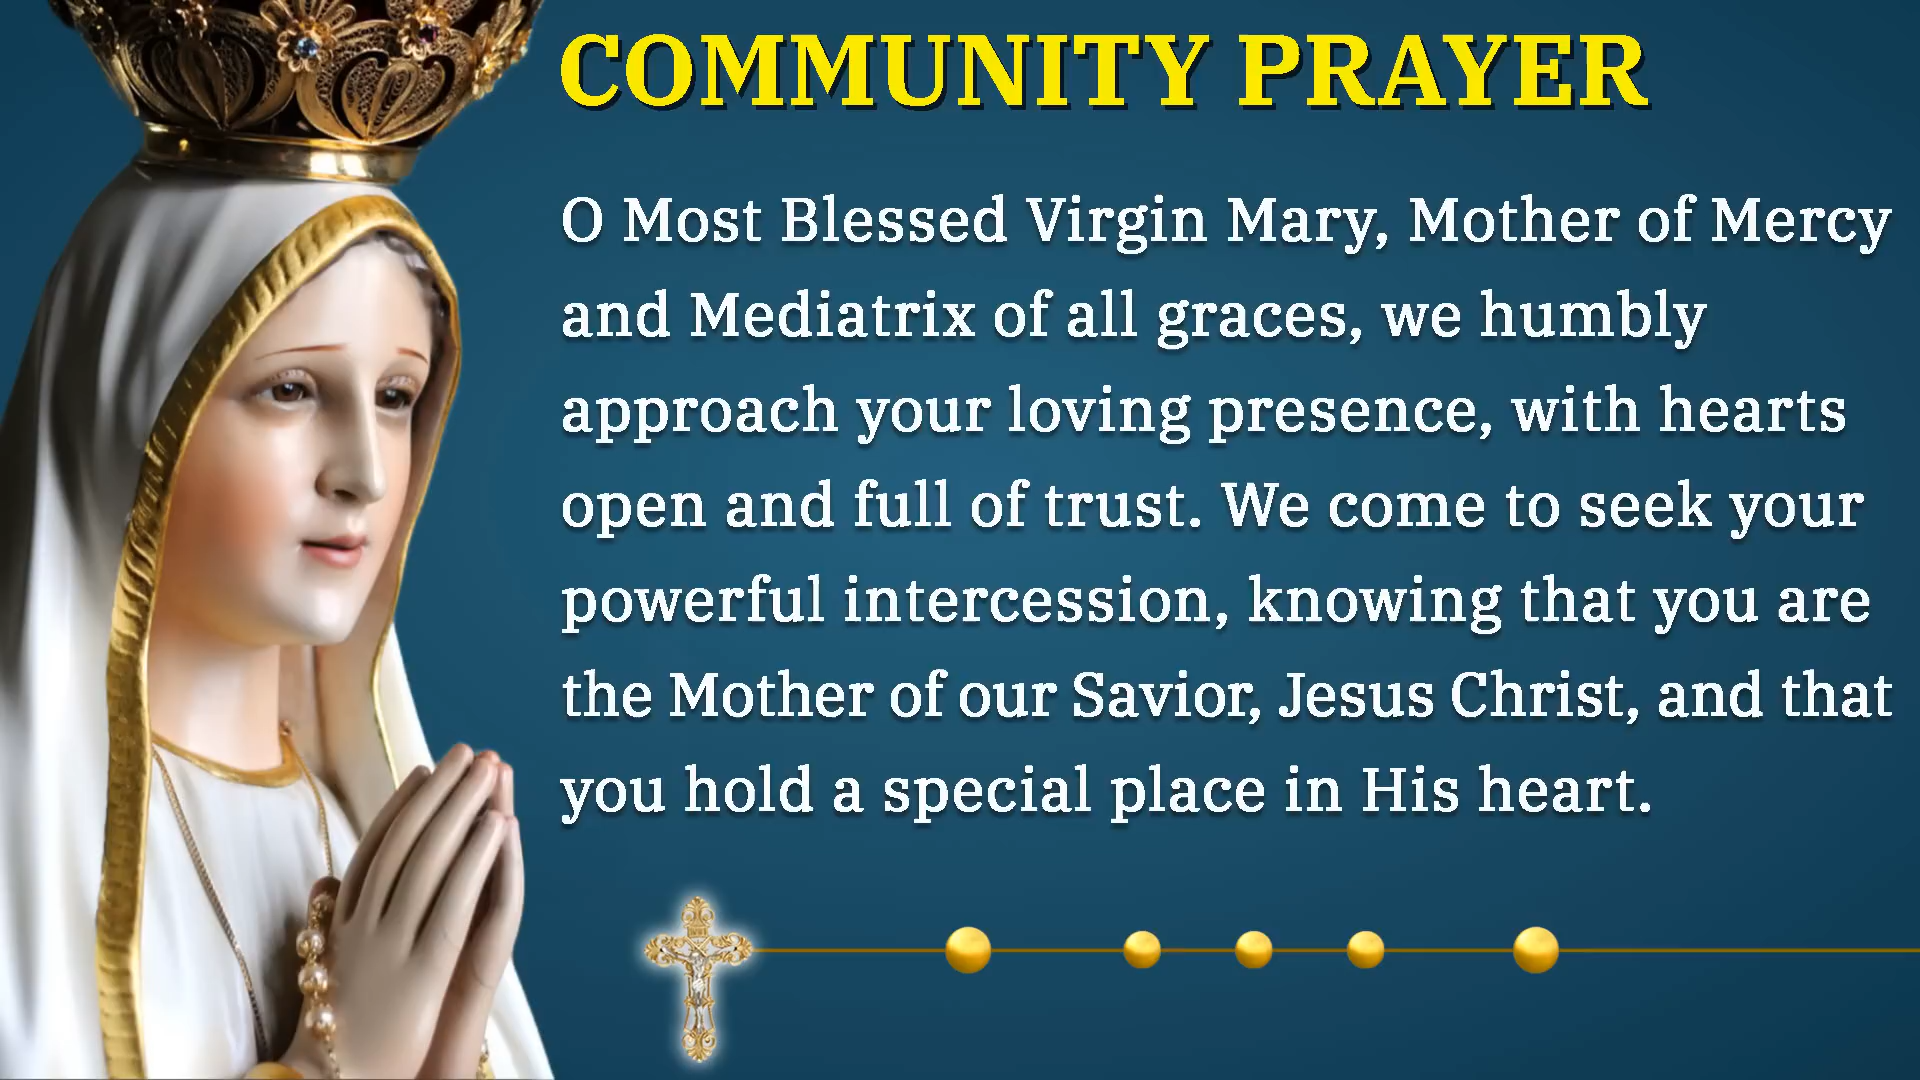 COMMUNITY PRAYER
O Most Blessed Virgin Mary, Mother of Mercy
and Mediatrix of all graces, we humbly
approach your loving presence, with hearts
open and full of trust. We come to seek your
powerful intercession, knowing that you are
the Mother of our Savior, Jesus Christ, and that
you hold a special place in His heart.